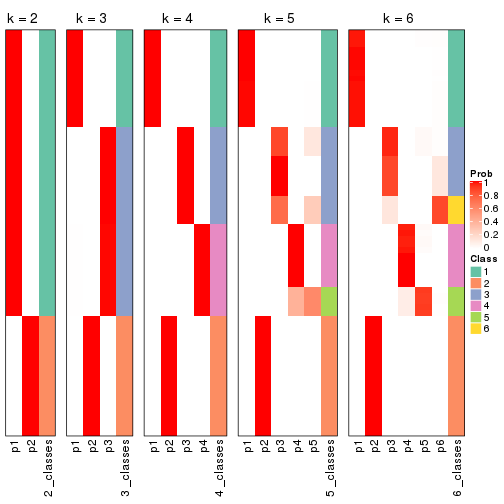 k = 2
k = 3
k = 4
k = 5
k = 6
Prob
1
0.8
0.6
0.4
0.2
0
Class
1
2
3
4
5
6
p1
p2
2_classes
p1
p2
p3
3_classes
p1
p2
p3
p4
4_classes
p1
p2
p3
p4
p5
5_classes
p1
p2
p3
p4
p5
p6
6_classes